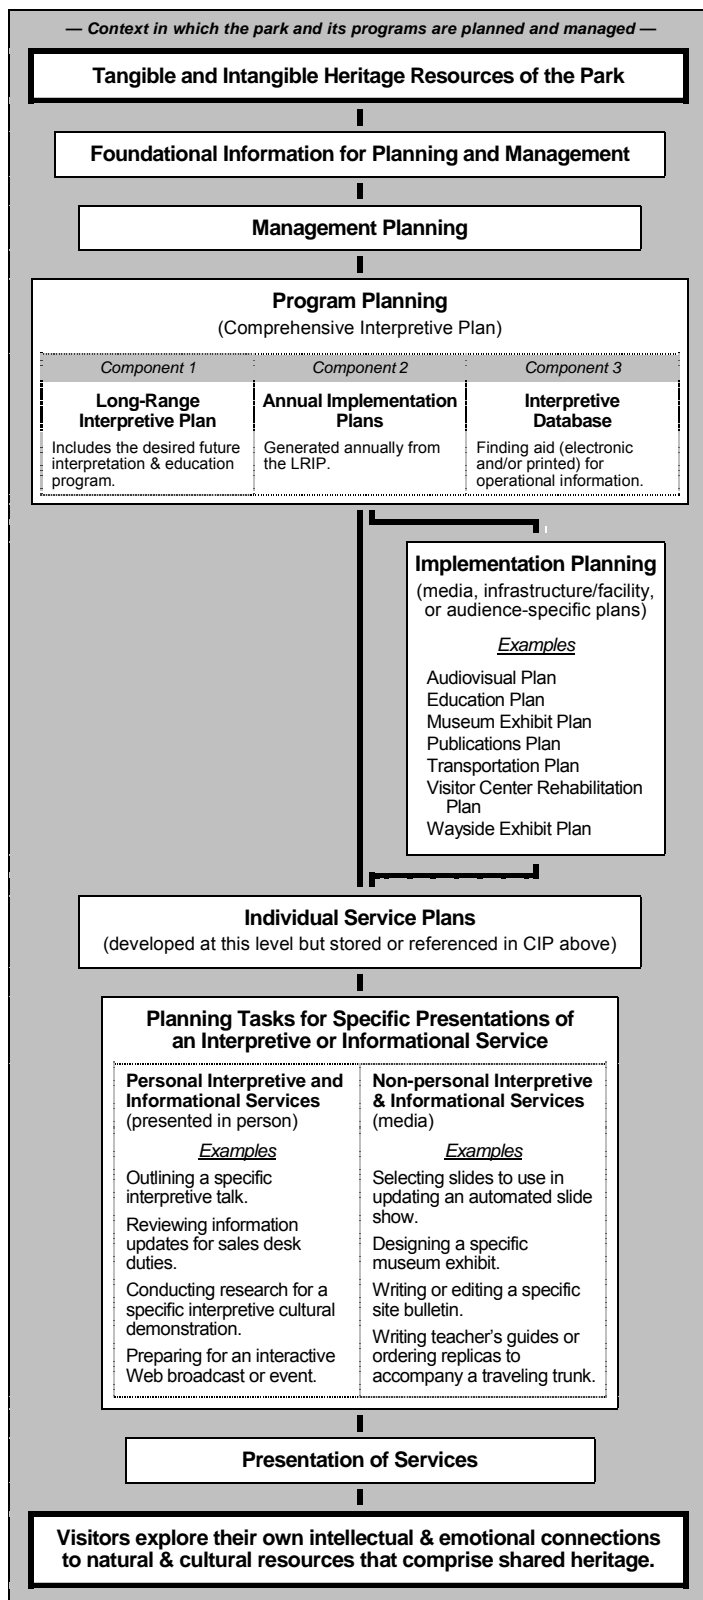 — Context in which the park and its programs are planned and managed —
Tangible and Intangible Heritage Resources of the Park
Foundational Information for Planning and Management
Management Planning
Program Planning
(Comprehensive Interpretive Plan)
Component 1
Long-Range
Interpretive Plan
Includes the desired future
interpretation & education
program.
Component 2
Annual Implementation
Plans
Generated annually from
the LRIP.
Component 3
Interpretive
Database
Finding aid (electronic
and/or printed) for
operational information.
Implementation Planning
(media, infrastructure/facility,
or audience-specific plans)
Examples
Audiovisual Plan
Education Plan
Museum Exhibit Plan
Publications Plan
Transportation Plan
Visitor Center Rehabilitation
Plan
Wayside Exhibit Plan
Individual Service Plans
(developed at this level but stored or referenced in CIP above)
Planning Tasks for Specific Presentations of
an Interpretive or Informational Service
Personal Interpretive and
Informational Services
(presented in person)
Examples
Outlining a specific
interpretive talk.
Reviewing information
updates for sales desk
duties.
Conducting research for a
specific interpretive cultural
demonstration.
Preparing for an interactive
Web broadcast or event.
Non-personal Interpretive
& Informational Services
(media)
Examples
Selecting slides to use in
updating an automated slide
show.
Designing a specific
museum exhibit.
Writing or editing a specific
site bulletin.
Writing teacher's guides or
ordering replicas to
accompany a traveling trunk.
Presentation of Services
Visitors explore their own intellectual & emotional connections
to natural & cultural resources that comprise shared heritage.